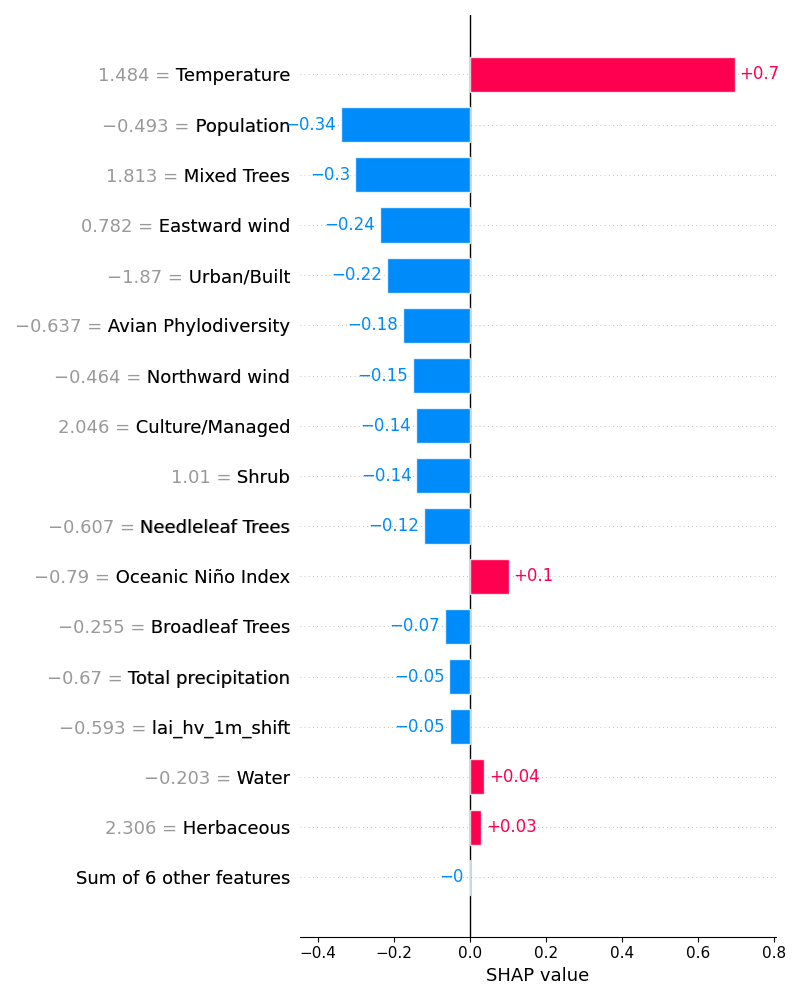 1.484 = Temperature +0.7
−0.493 = Population −0.34
1.813 = Mixed Trees −0.3
0.782 = Eastward wind −0.24
−1.87 = Urban/Built −0.22
−0.637 = Avian Phylodiversity −0.18
−0.464 = Northward wind −0.15
2.046 = Culture/Managed −0.14
1.01 = Shrub −0.14
−0.607 = Needleleaf Trees −0.12
−0.79 = Oceanic Niño Index +0.1
−0.255 = Broadleaf Trees −0.07
−0.67 = Total precipitation −0.05
−0.593 = lai_hv_1m_shift −0.05
−0.203 = Water +0.04
2.306 = Herbaceous +0.03
Sum of 6 other features −0
−0.4 −0.2 0.0 0.2 0.4 0.6 0.8
SHAP value